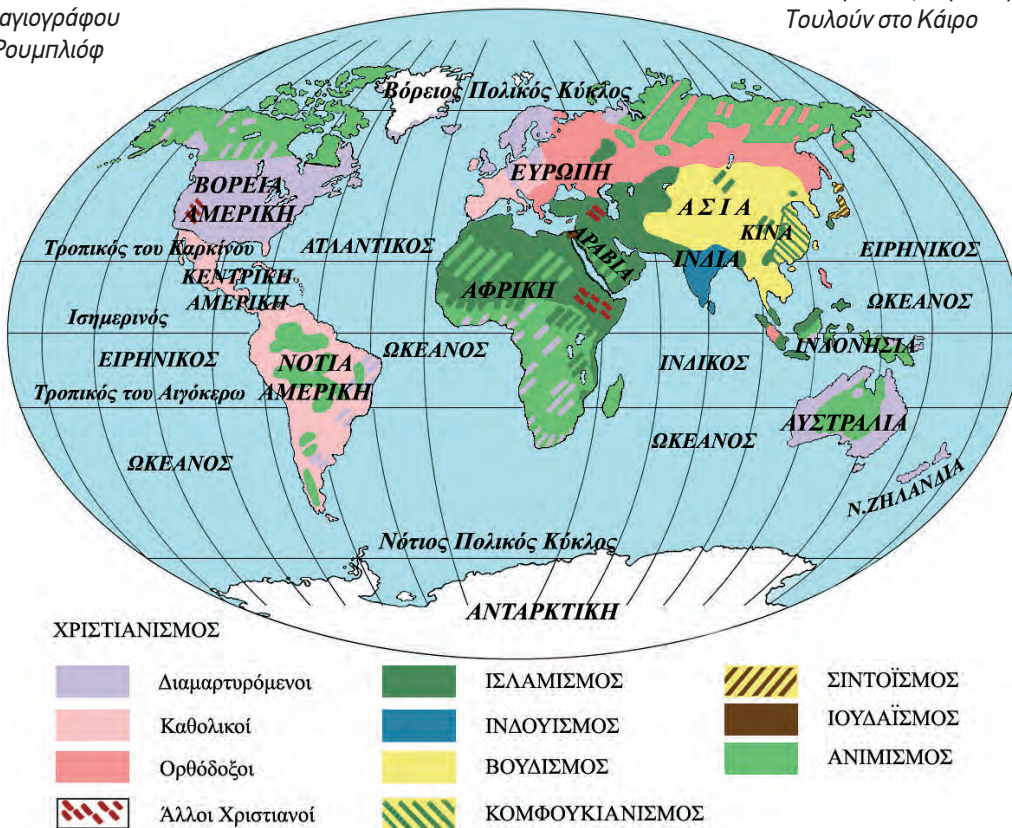 αγιογράφου
Ρουμπλιόφ
Τουλούν στο Κάιρο
Βόρειος Πολικός Κύκλος
ΒΟΡΕΙΑ
ΑΜΕΡΙΚΗ
ΕΥΡΩΠΗ
ΑΣΙΑ
ΚΙΝΑ
Τροπικός του Καρκίνου
ΑΤΛΑΝΤΙΚΟΣ
ΑΡΑΒΙΑ
ΙΝΔΙΑ
ΕΙΡΗΝΙΚΟΣ
ΚΕΝΤΡΙΚΗ
ΑΜΕΡΙΚΗ
ΑΦΡΙΚΗ
ΩΚΕΑΝΟΣ
Ισημερινός
ΕΙΡΗΝΙΚΟΣ
ΝΟΤΙΑ
ΑΜΕΡΙΚΗ
ΩΚΕΑΝΟΣ
ΙΝΔΙΚΟΣ
ΙΝΔΟΝΗΣΙΑ
Τροπικός του Αιγόκερω
ΑΥΣΤΡΑΛΙΑ
ΩΚΕΑΝΟΣ
ΩΚΕΑΝΟΣ
Ν.ΖΗΛΑΝΔΙΑ
Νότιος Πολικός Κύκλος
ΑΝΤΑΡΚΤΙΚΗ
ΧΡΙΣΤΙΑΝΙΣΜΟΣ
Διαμαρτυρόμενοι
Καθολικοί
Ορθόδοξοι
Άλλοι Χριστιανοί
ΙΣΛΑΜΙΣΜΟΣ
ΙΝΔΟΥΙΣΜΟΣ
ΒΟΥΔΙΣΜΟΣ
ΚΟΜΦΟΥΚΙΑΝΙΣΜΟΣ
ΣΙΝΤΟΪΣΜΟΣ
ΙΟΥΔΑΪΣΜΟΣ
ΑΝΙΜΙΣΜΟΣ